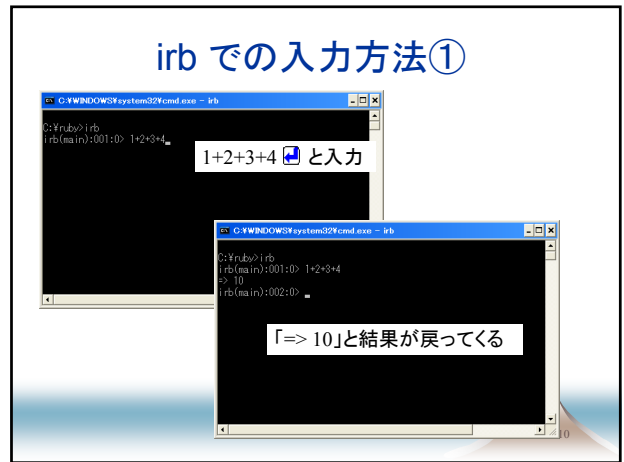 irb での入力方法①
C:¥WINDOWS¥system32¥cmd.exe - irb
C:¥ruby>irb
irb(main):001:0> 1+2+3+4
1+2+3+4 と入力
C:¥WINDOWS¥system32¥cmd.exe - irb
C:¥ruby>irb
irb(main):001:0> 1+2+3+4
=> 10
irb(main):002:0>
「=> 10」と結果が戻ってくる
10